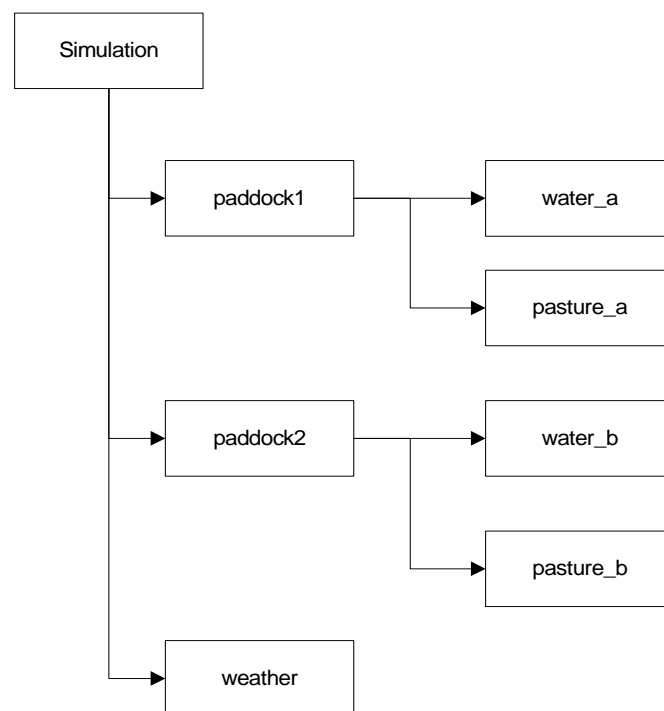 Simulation
paddock1
water_a
pasture_a
paddock2
water_b
pasture_b
weather